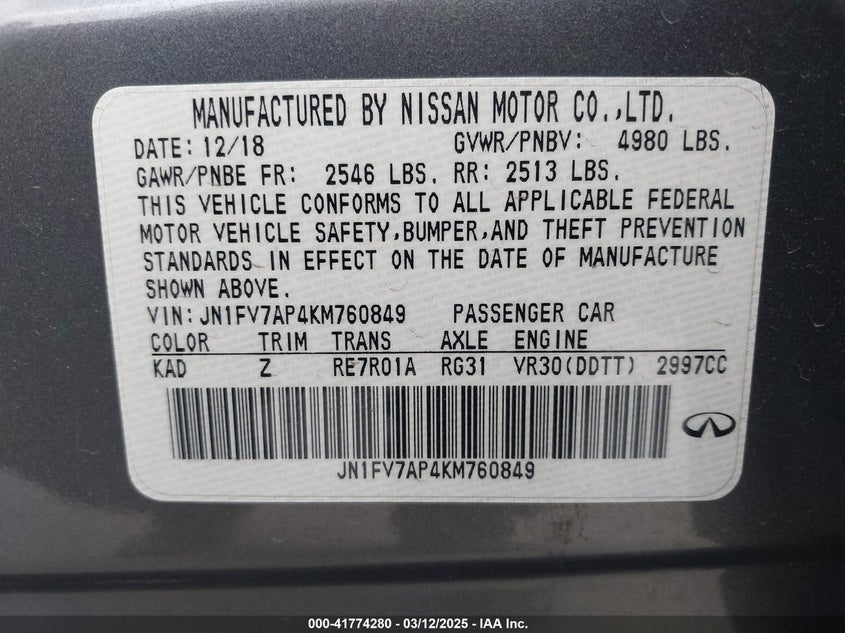 MANUFACTURED BY NISSAN MOTOR CO.,LTD.
DATE: 12/18 GVWR/PNBV: 4980 LBS.
GAWR/PNBE FR: 2546 LBS. RR: 2513 LBS.
THIS VEHICLE CONFORMS TO ALL APPLICABLE FEDERAL
MOTOR VEHICLE SAFETY,BUMPER,AND THEFT PREVENTION
STANDARDS IN EFFECT ON THE DATE OF MANUFACTURE
SHOWN ABOVE.
VIN:JN1FV7AP4KM760849 PASSENGER CAR
COLOR TRIM TRANS AXLE ENGINE
KAD Z RE7R01A RG31 VR30(DDTT) 2997CC
JN1FV7AP4KM760849
000-41774280 - 03/12/2025 - IAA Inc.